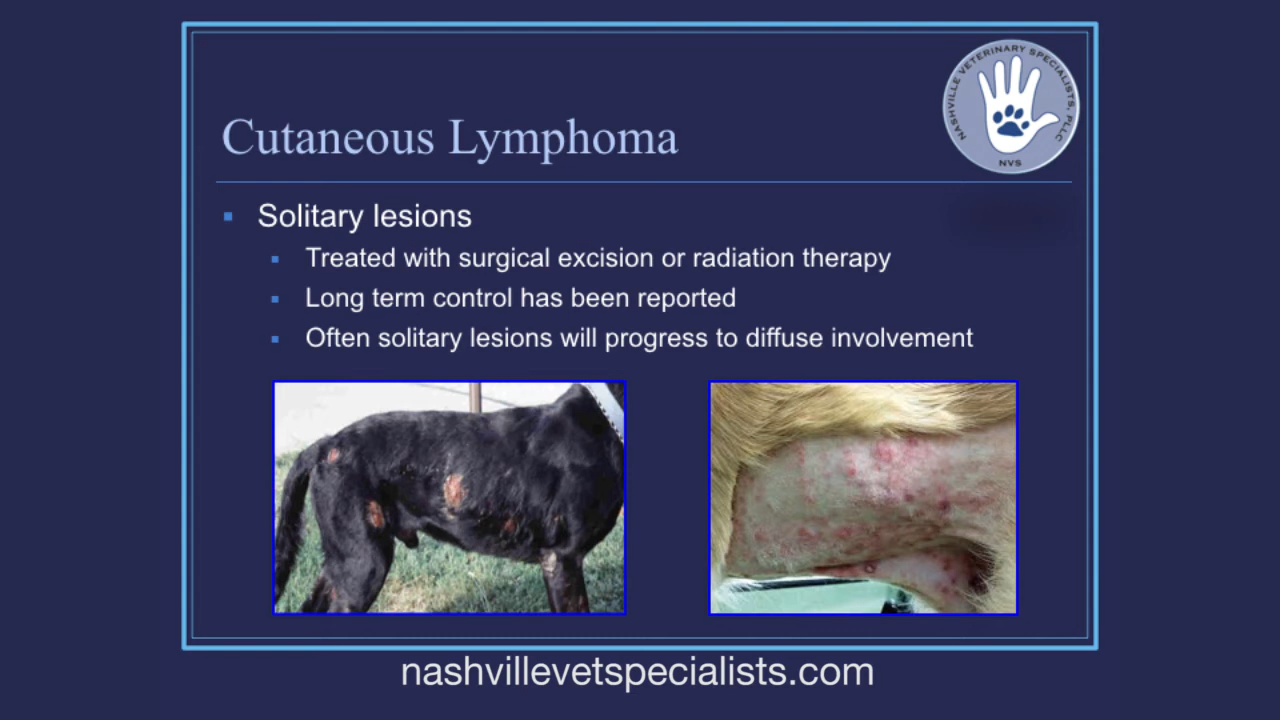 NASHVILLE VETERINARY SPECIALISTS, PLLC
NVS
Cutaneous Lymphoma
Solitary lesions
Treated with surgical excision or radiation therapy
Long term control has been reported
Often solitary lesions will progress to diffuse involvement
nashvillevetspecialists.com